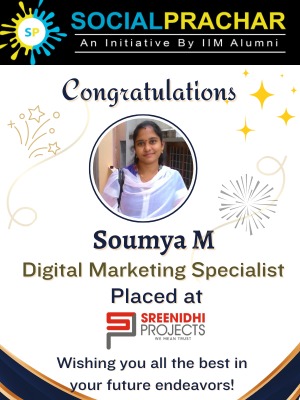 SP
SOCIALPRACHAR
An Initiative By IIM Alumni
Congratulations
Soumya M
Digital Marketing Specialist
Placed at
SREENIDHI
PROJECTS
WE MEAN TRUST
Wishing you all the best in
your future endeavors!